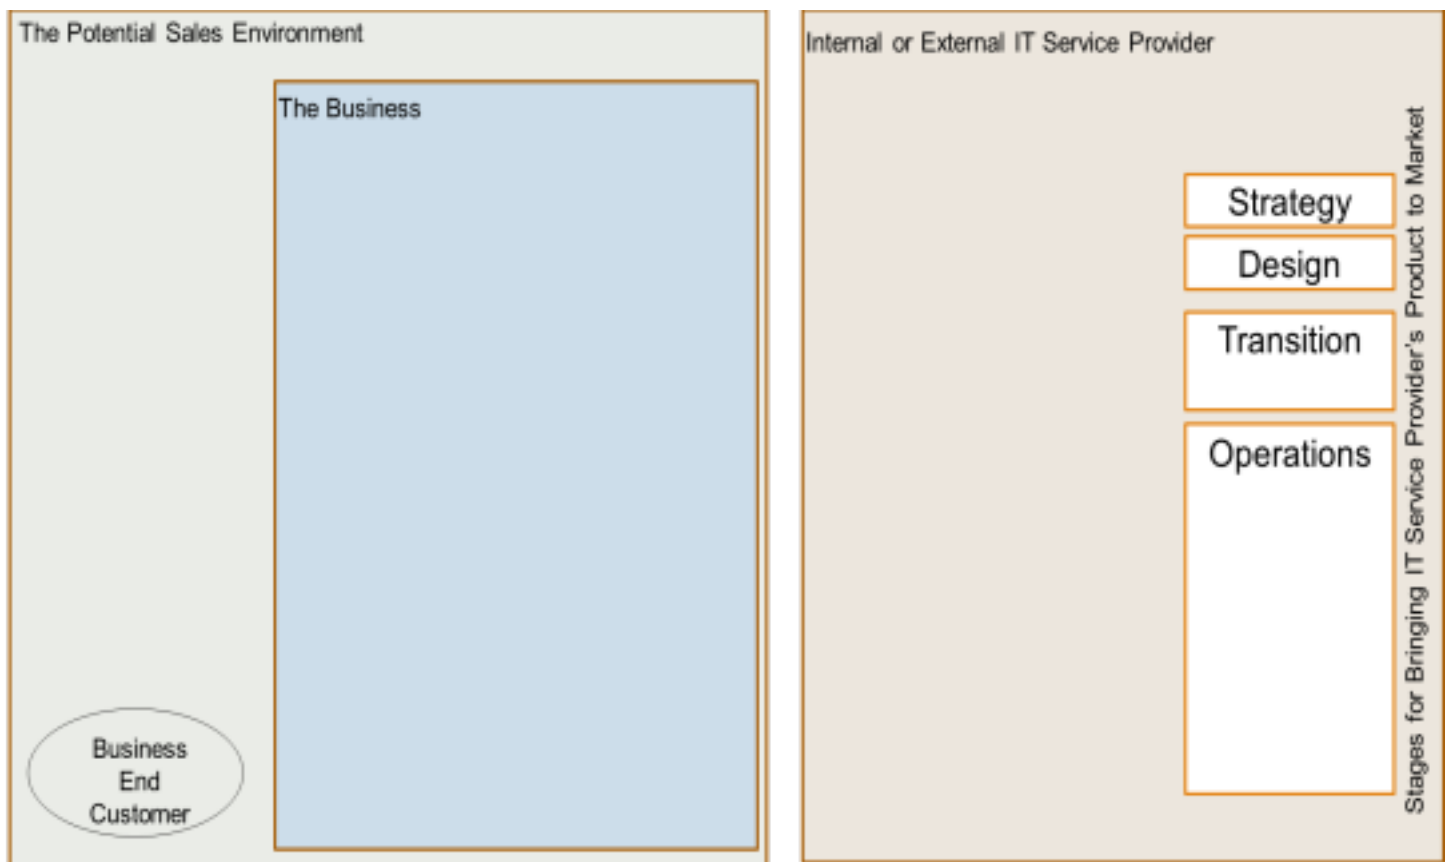 The Potential Sales Environment
The Business
Business
End
Customer
Internal or External IT Service Provider
Strategy
Design
Transition
Operations
Stages for Bringing IT Service Provider's Product to Market